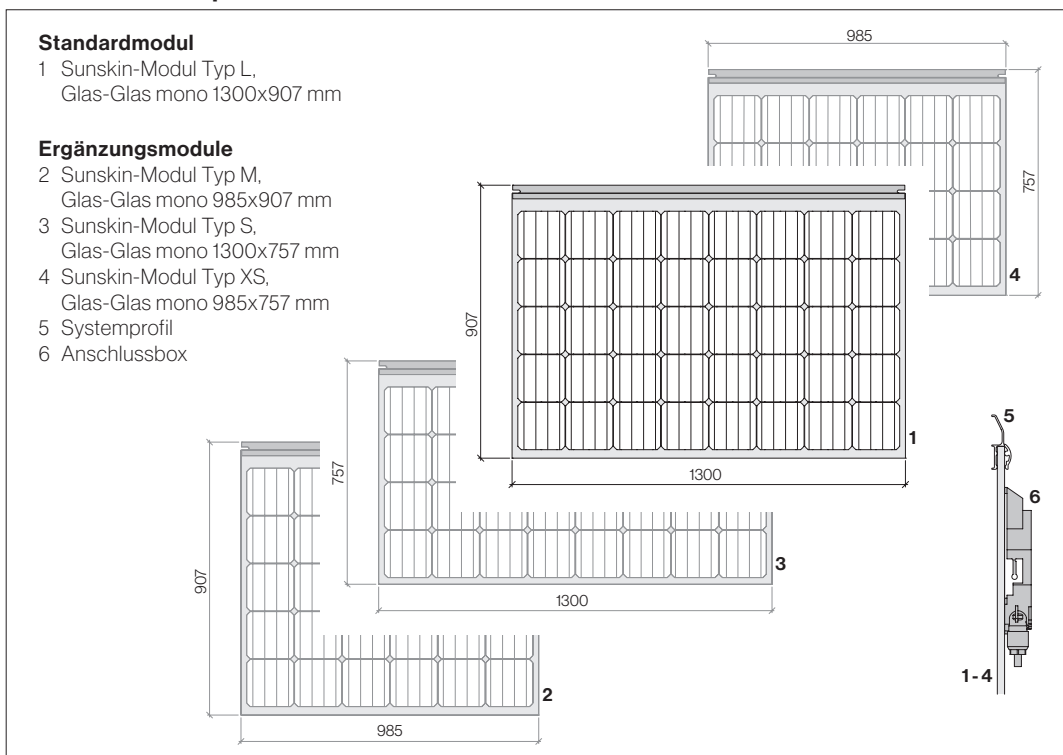 Standardmodul
1 Sunskin-Modul Typ L,
Glas-Glas mono 1300x907 mm
Ergänzungsmodule
2 Sunskin-Modul Typ M,
Glas-Glas mono 985x907 mm
3 Sunskin-Modul Typ S,
Glas-Glas mono 1300x757 mm
4 Sunskin-Modul Typ XS,
Glas-Glas mono 985x757 mm
5 Systemprofil
6 Anschlussbox
985
757
4
907
1
1300
757
3
1300
907
2
985
5
6
1-4